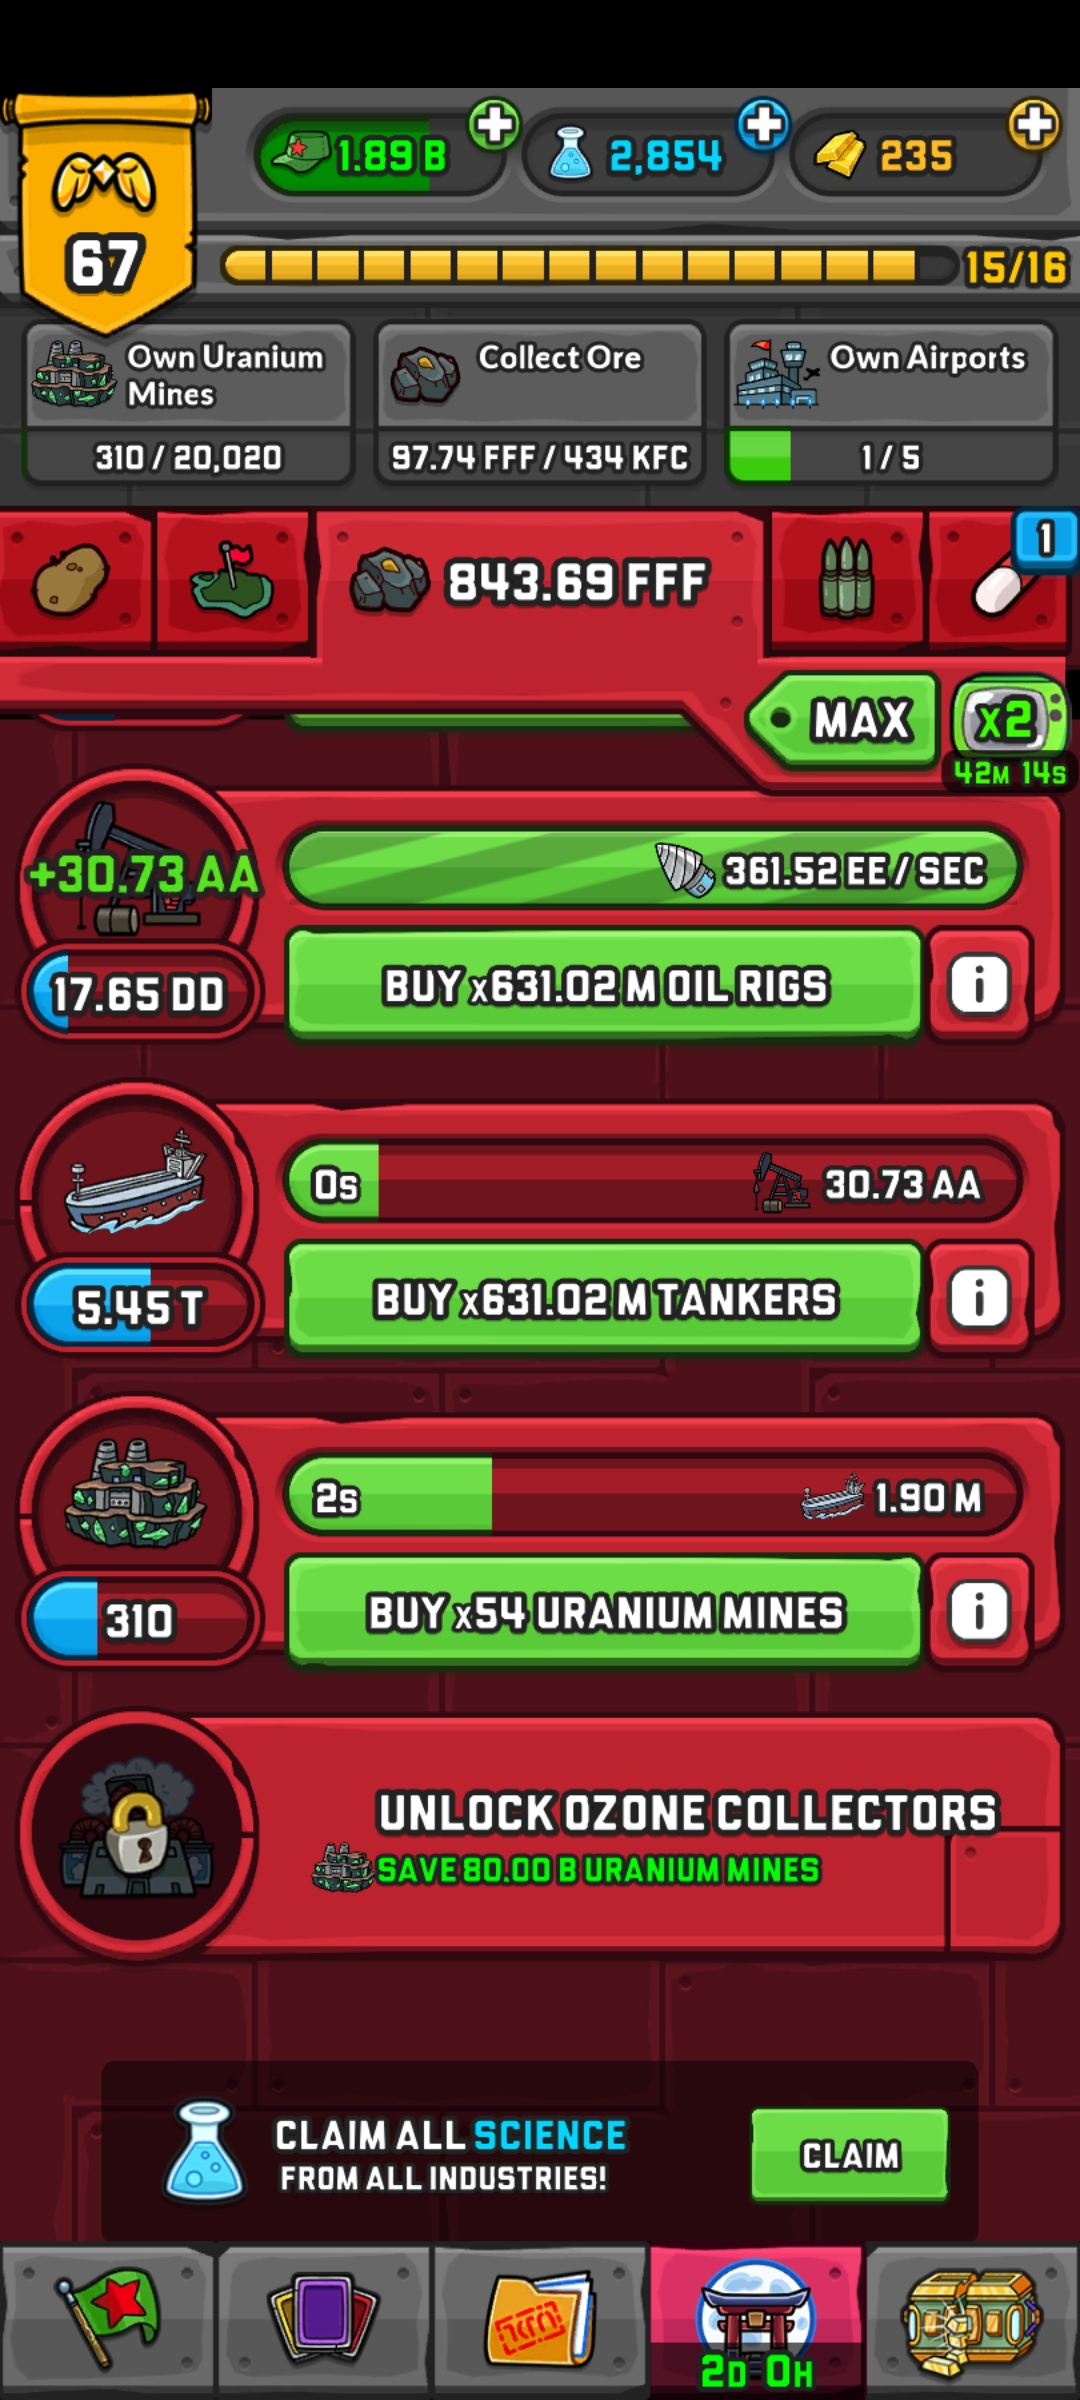 1.89 B
2,854
235
67
15/16
Own Uranium
Mines
310 / 20,020
Collect Ore
97.74 FFF / 434 KFC
Own Airports
1 / 5
843.69 FFF
1
MAX
x2
42M 14S
+30.73 AA
361.52 EE / SEC
17.65 DD
BUY x631.02 M OIL RIGS
i
0s
30.73 AA
5.45 T
BUY x631.02 M TANKERS
i
2s
1.90 M
310
BUY x54 URANIUM MINES
i
UNLOCK OZONE COLLECTORS
SAVE 80.00 B URANIUM MINES
CLAIM ALL SCIENCE
FROM ALL INDUSTRIES!
CLAIM
2D 0H